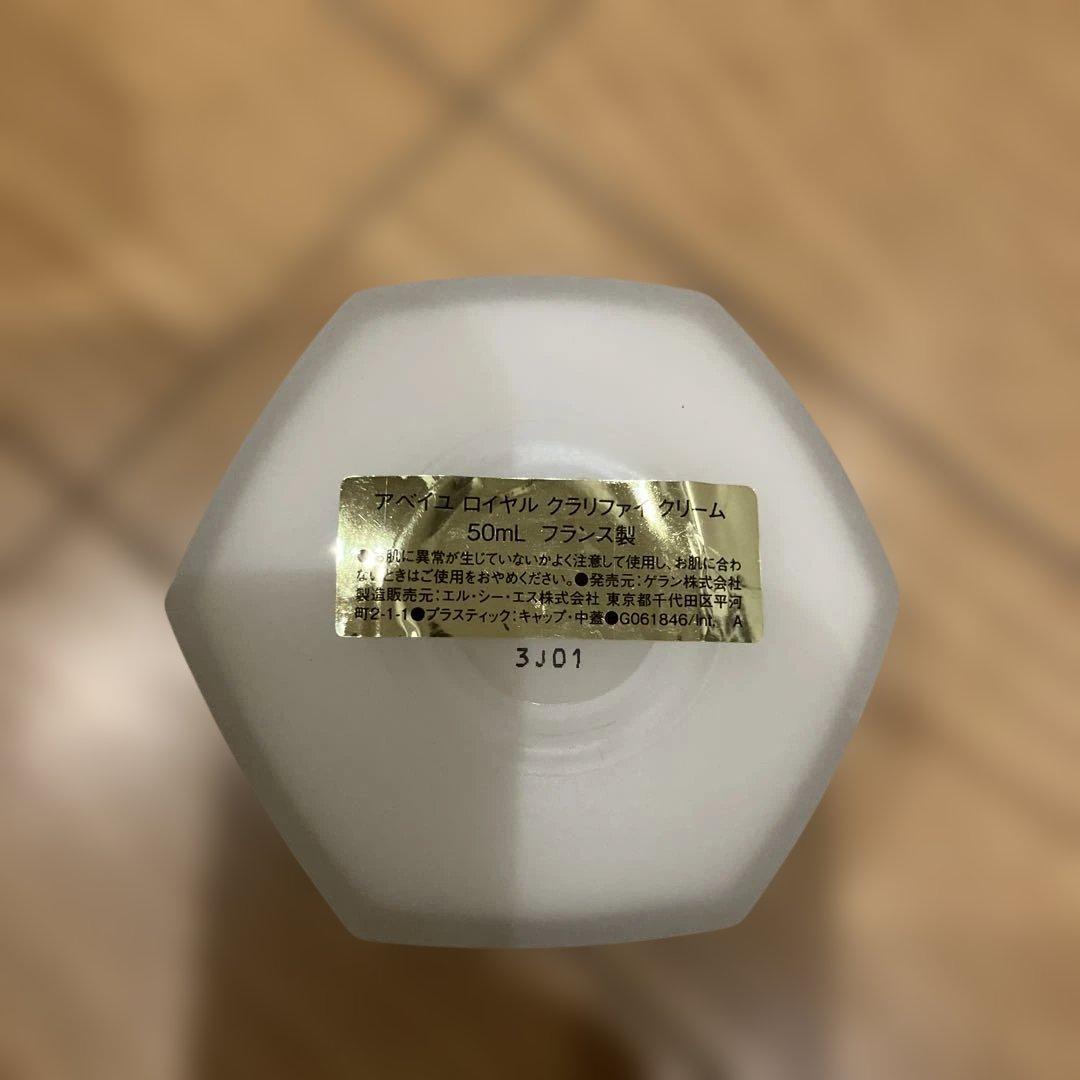 アベイユ ロイヤル クラリファイ クリーム
50mL フランス製
●お肌に異常が生じていないかよく注意して使用し、お肌に合わ
ないときはご使用をおやめください。●発売元:ゲラン株式会社
製造販売元:エル・シー・エス株式会社 東京都千代田区平河
町2-1-1●プラスティック:キャップ・中蓋●G061846/Int. A
3J01